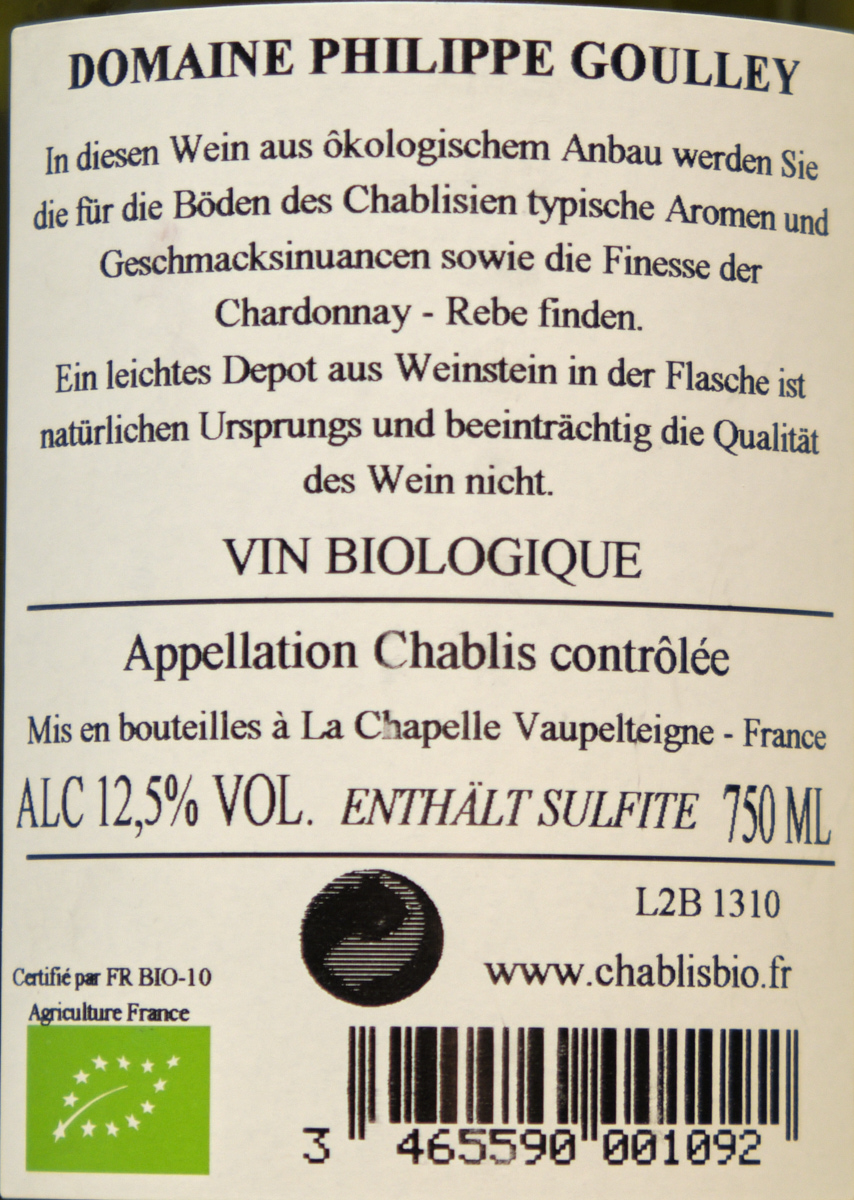 DOMAINE PHILIPPE GOULLEY
In diesen Wein aus ôkologischem Anbau werden Sie
die für die Böden des Chablisien typische Aromen und
Geschmacksinuancen sowie die Finesse der
Chardonnay - Rebe finden.
Ein leichtes Depot aus Weinstein in der Flasche ist
natürlichen Ursprungs und beeinträchtig die Qualität
des Wein nicht.
VIN BIOLOGIQUE
Appellation Chablis contrôlée
Mis en bouteilles à La Chapelle Vaupelteigne - France
ALC 12,5% VOL. ENTHÄLT SULFITE 750 ML
L2B 1310
www.chablisbio.fr
Certifié par FR BIO-10
Agriculture France
3 465590 001092